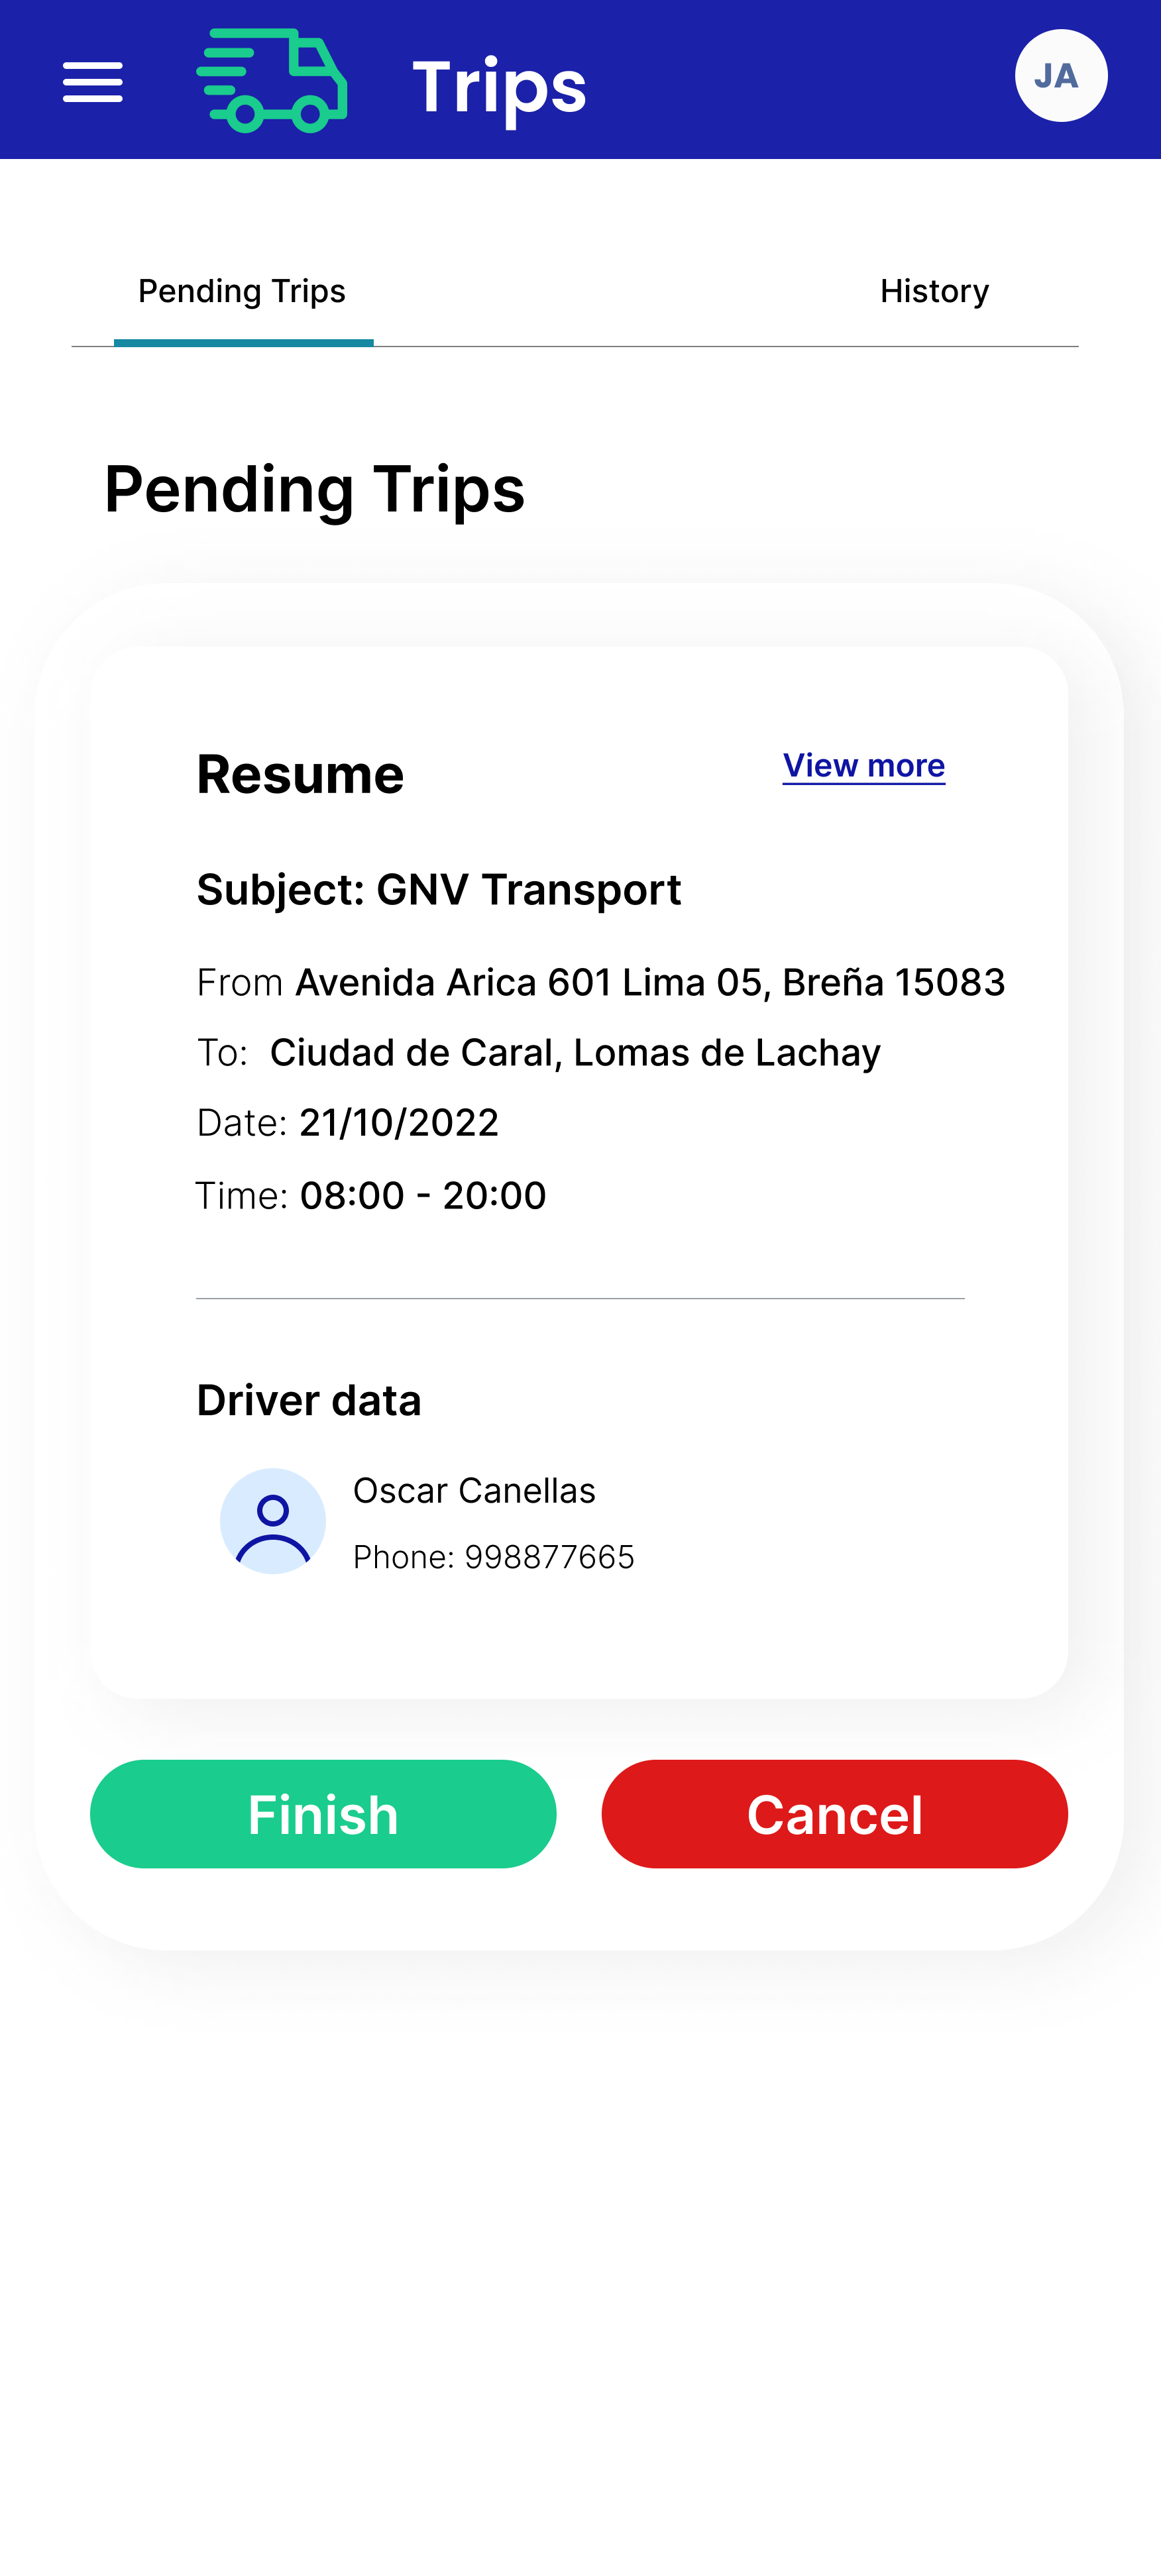 Trips
JA
Pending Trips
History
Pending Trips
Resume
View more
Subject: GNV Transport
From Avenida Arica 601 Lima 05, Breña 15083
To: Ciudad de Caral, Lomas de Lachay
Date: 21/10/2022
Time: 08:00 - 20:00
Driver data
Oscar Canellas
Phone: 998877665
Finish
Cancel